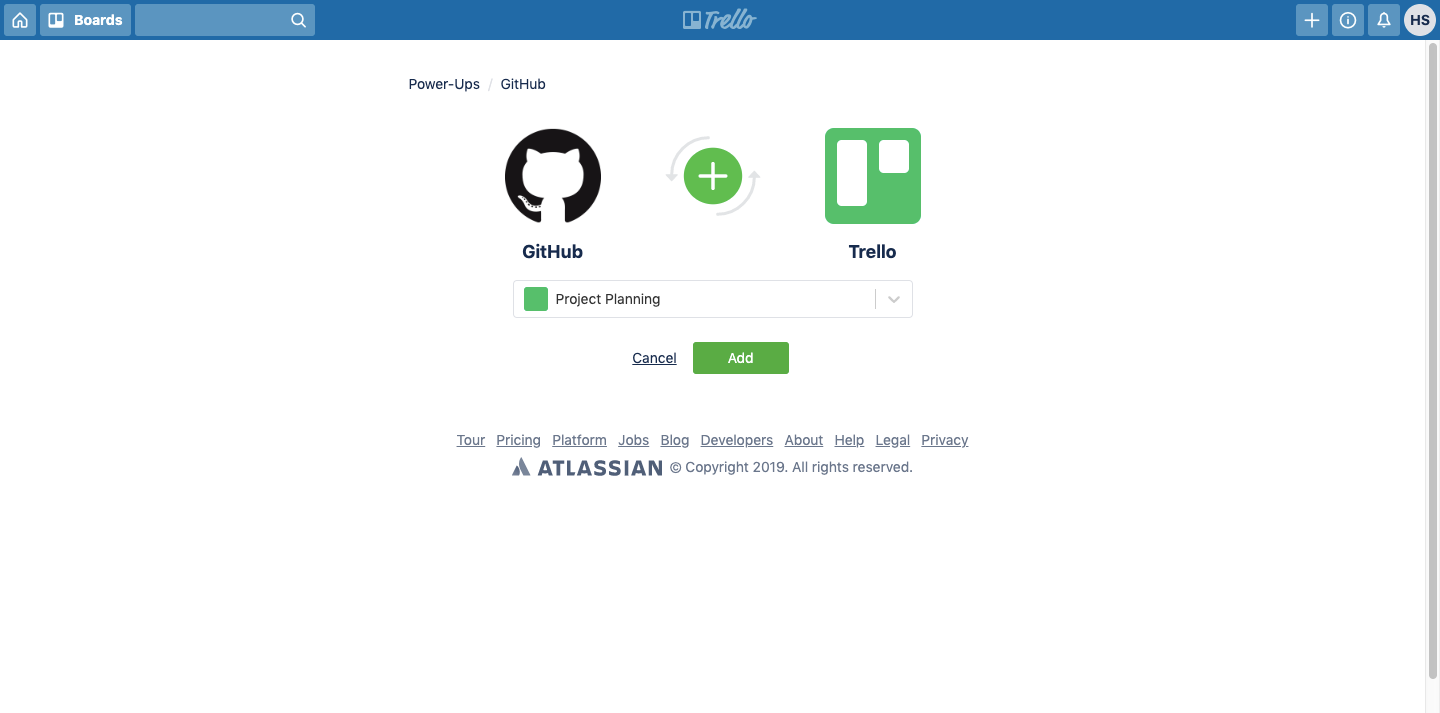 Boards Trello HS
Power-Ups / GitHub
GitHub Trello
Project Planning
Cancel Add
Tour Pricing Platform Jobs Blog Developers About Help Legal Privacy
ATLASSIAN © Copyright 2019. All rights reserved.